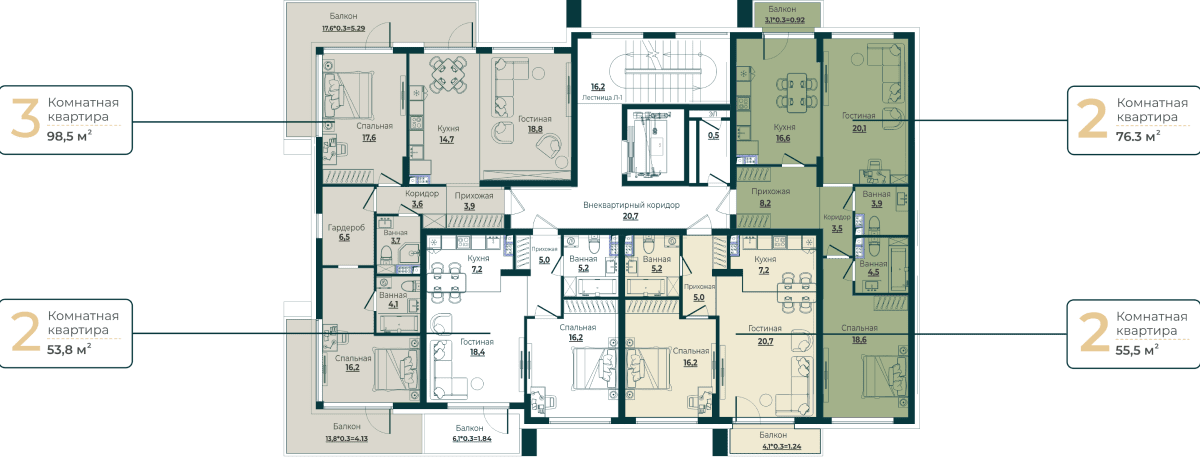 Балкон
17,6*0.3=5.29
Балкон
3,1*0.3=0.92
3
Комнатная
квартира
98,5 м²
2
Комнатная
квартира
76.3 м²
Спальная
17,6
Кухня
14,7
Гостиная
18,8
16,2
Лестница Л-1
0,5
Кухня
16,6
Гостиная
20,1
Коридор
3,6
Прихожая
3,9
Внеквартирный коридор
20,7
Прихожая
8,2
Ванная
3,9
Коридор
3,5
Гардероб
6,5
Ванная
3,7
Кухня
7,2
Прихожая
5,0
Ванная
5,2
Ванная
5,2
Прихожая
5,0
Кухня
7,2
Ванная
4,5
Ванная
4,1
2
Комнатная
квартира
53,8 м²
2
Комнатная
квартира
55,5 м²
Спальная
16,2
Гостиная
18,4
Спальная
16,2
Спальная
16,2
Гостиная
20,7
Спальная
18,6
Балкон
13,8*0.3=4.13
Балкон
6,1*0.3=1.84
Балкон
4,1*0.3=1.24